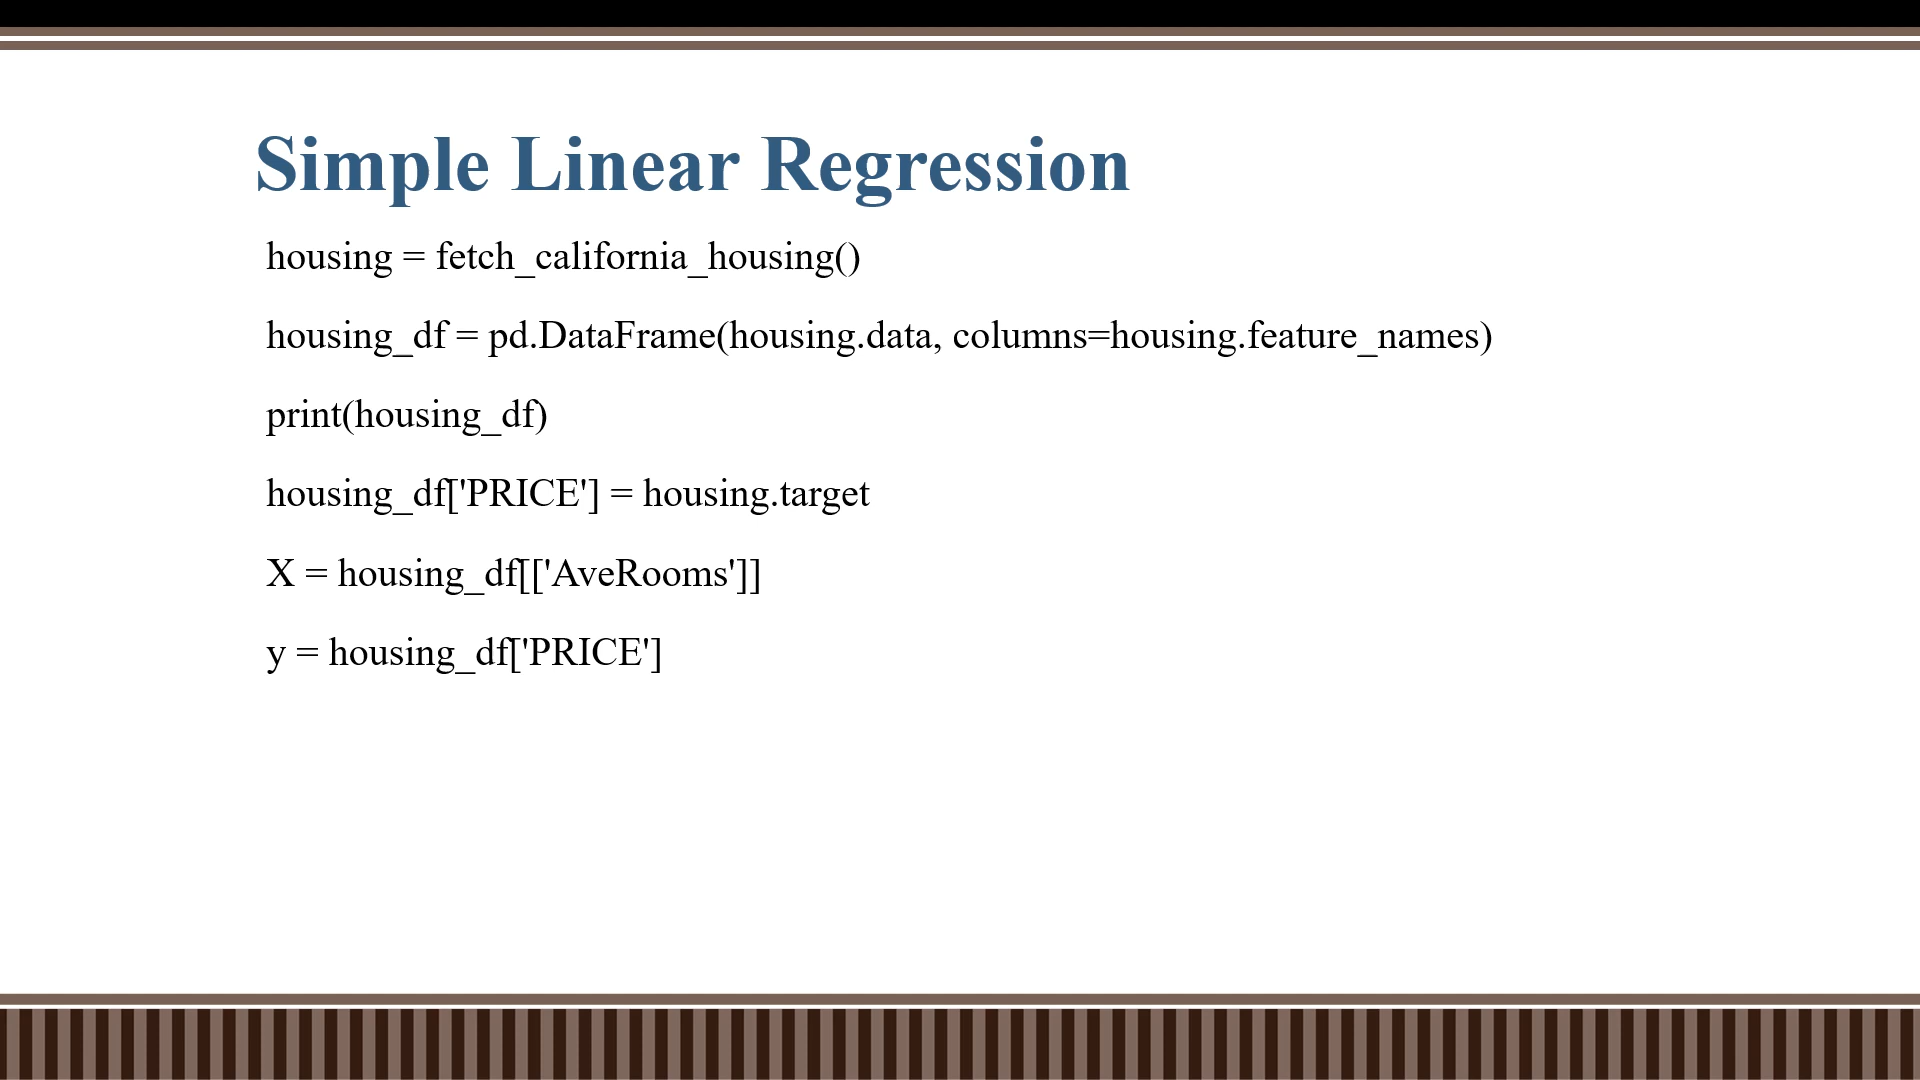 Simple Linear Regression
housing = fetch_california_housing()
housing_df = pd.DataFrame(housing.data, columns=housing.feature_names)
print(housing_df)
housing_df['PRICE'] = housing.target
X = housing_df[['AveRooms']]
y = housing_df['PRICE']